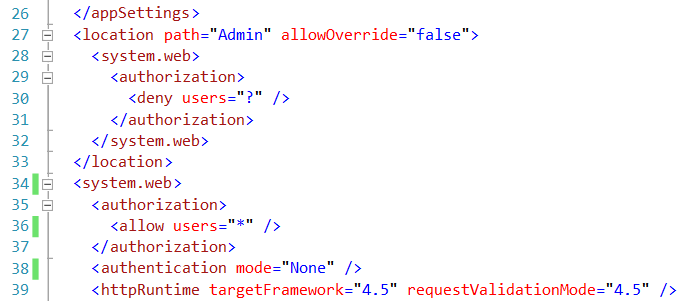 26 </appSettings>
27 <location path="Admin" allowOverride="false">
28 <system.web>
29 <authorization>
30 <deny users="?" />
31 </authorization>
32 </system.web>
33 </location>
34 <system.web>
35 <authorization>
36 <allow users="*" />
37 </authorization>
38 <authentication mode="None" />
39 <httpRuntime targetFramework="4.5" requestValidationMode="4.5" />